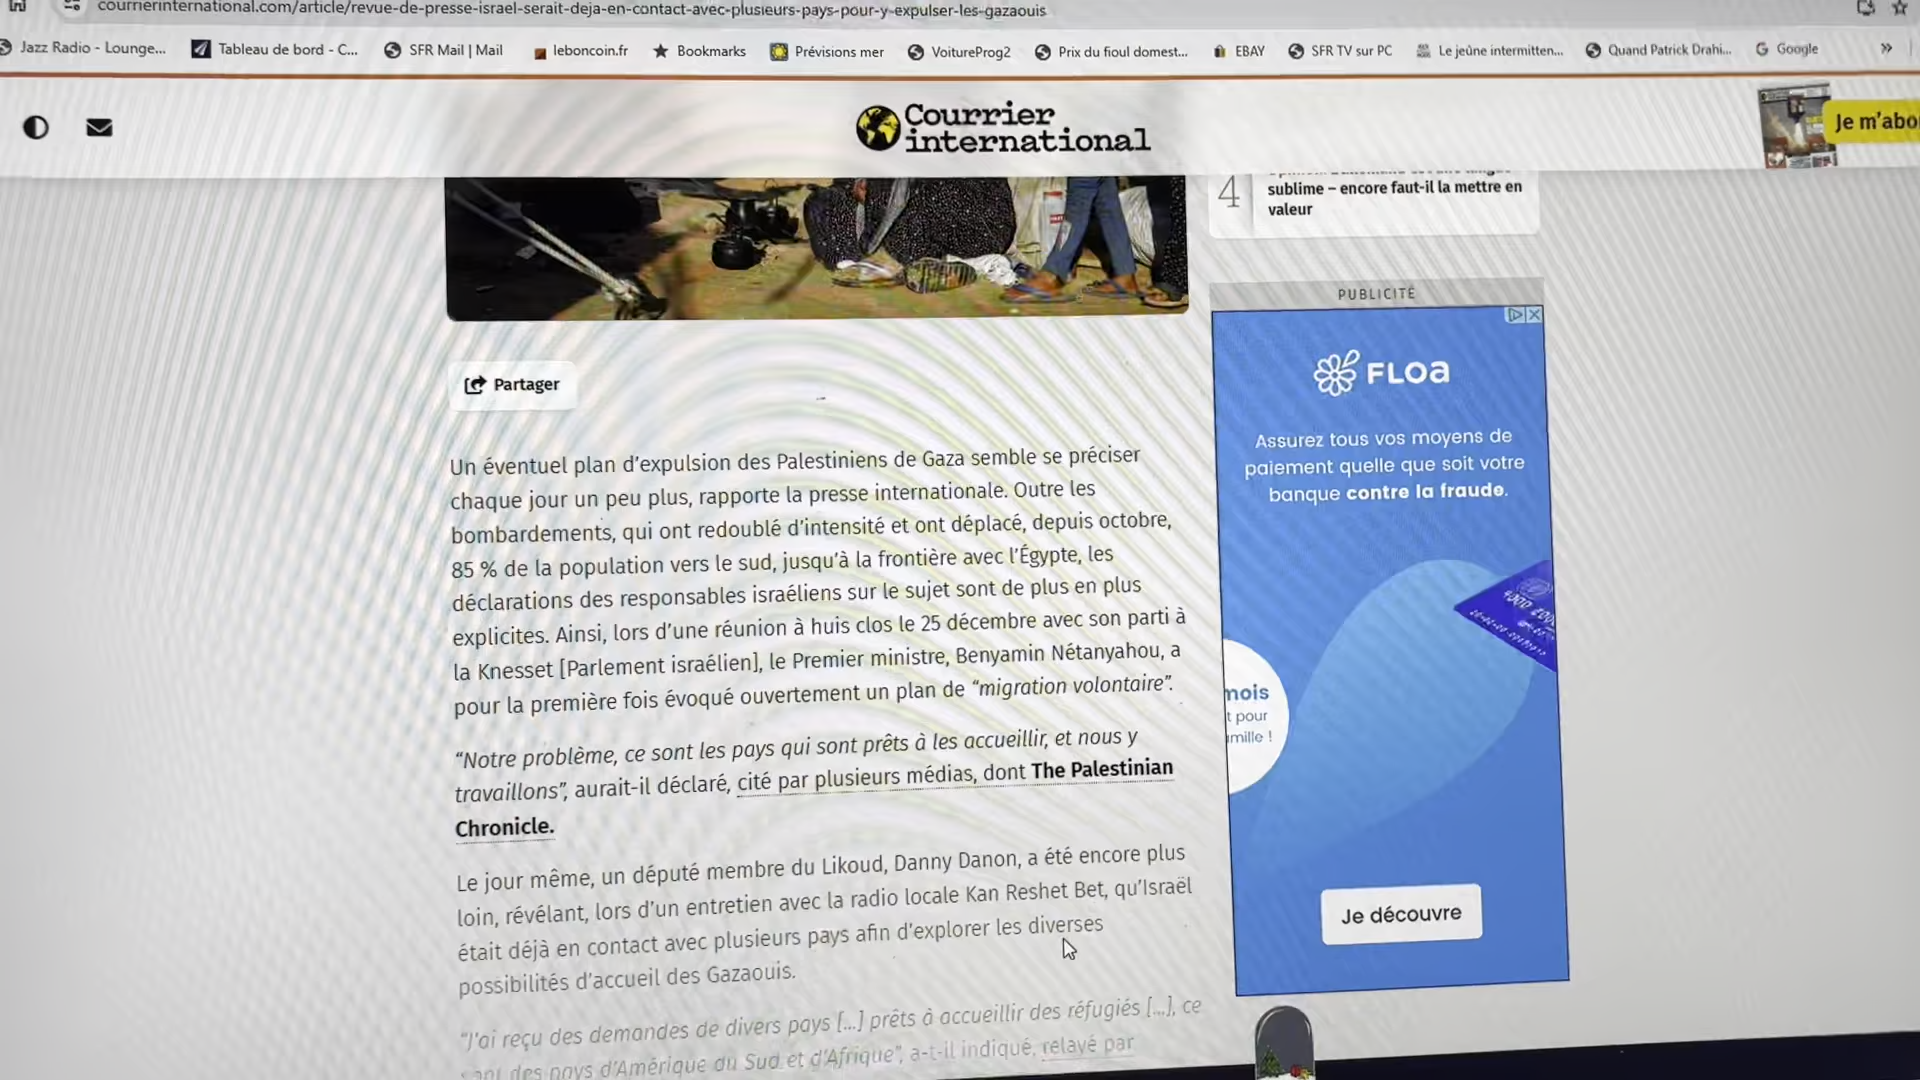 courrierinternational.com/article/revue-de-presse-israel-serait-deja-en-contact-avec-plusieurs-pays-pour-y-expulser-les-gazaouis
Jazz Radio - Lounge...
Tableau de bord - C...
SFR Mail | Mail
leboncoin.fr
Bookmarks
Prévisions mer
VoitureProg2
Prix du fioul domest...
EBAY
SFR TV sur PC
Le jeûne intermitten...
Quand Patrick Drahi...
Google
Courrier
international
Je m'abo
4
sublime – encore faut-il la mettre en
valeur
Partager
Un éventuel plan d'expulsion des Palestiniens de Gaza semble se préciser
chaque jour un peu plus, rapporte la presse internationale. Outre les
bombardements, qui ont redoublé d'intensité et ont déplacé, depuis octobre,
85 % de la population vers le sud, jusqu'à la frontière avec l'Égypte, les
déclarations des responsables israéliens sur le sujet sont de plus en plus
explicites. Ainsi, lors d'une réunion à huis clos le 25 décembre avec son parti à
la Knesset [Parlement israélien], le Premier ministre, Benyamin Nétanyahou, a
pour la première fois évoqué ouvertement un plan de “migration volontaire”.
“Notre problème, ce sont les pays qui sont prêts à les accueillir, et nous y
travaillons”, aurait-il déclaré, cité par plusieurs médias, dont The Palestinian
Chronicle.
Le jour même, un député membre du Likoud, Danny Danon, a été encore plus
loin, révélant, lors d'un entretien avec la radio locale Kan Reshet Bet, qu'Israël
était déjà en contact avec plusieurs pays afin d'explorer les diverses
possibilités d'accueil des Gazaouis.
“J'ai reçu des demandes de divers pays [...] prêts à accueillir des réfugiés [...], ce
sont des pays d'Amérique du Sud et d'Afrique”, a-t-il indiqué, relayé par
PUBLICITÉ
FLOa
Assurez tous vos moyens de
paiement quelle que soit votre
banque contre la fraude.
4000
mois
t pour
mille !
Je découvre